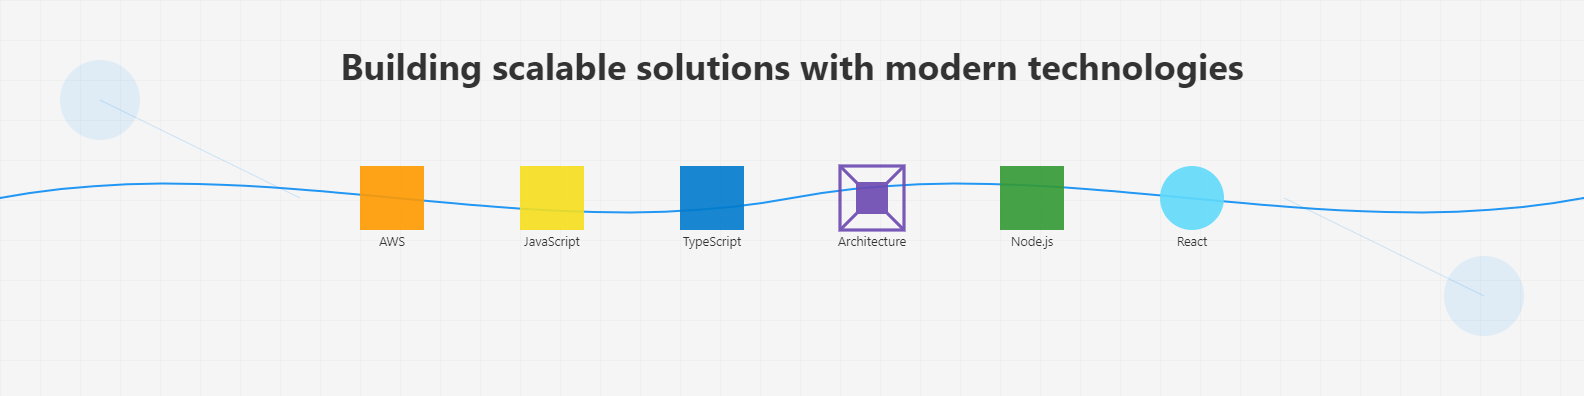 Building scalable solutions with modern technologies
AWS JavaScript TypeScript Architecture Node.js React